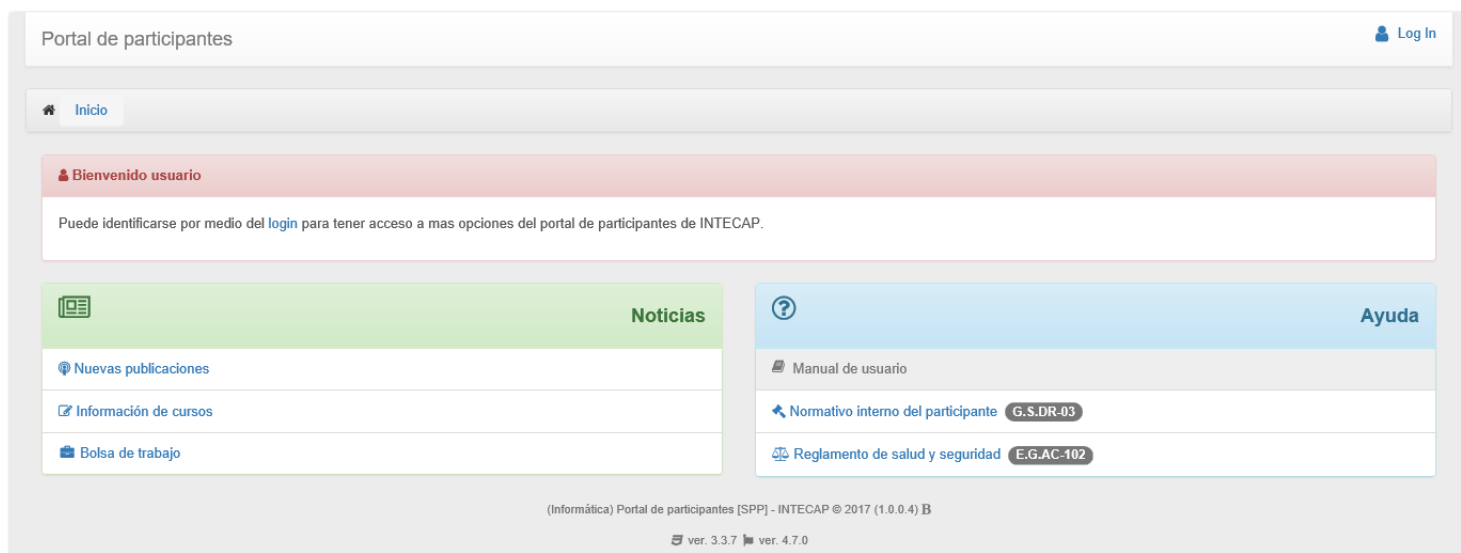 Portal de participantes
Log In
Inicio
Bienvenido usuario
Puede identificarse por medio del login para tener acceso a mas opciones del portal de participantes de INTECAP.
Noticias
Nuevas publicaciones
Información de cursos
Bolsa de trabajo
Ayuda
Manual de usuario
Normativo interno del participante G.S.DR-03
Reglamento de salud y seguridad E.G.AC-102
(Informática) Portal de participantes [SPP] - INTECAP © 2017 (1.0.0.4) B
ver. 3.3.7 ver. 4.7.0